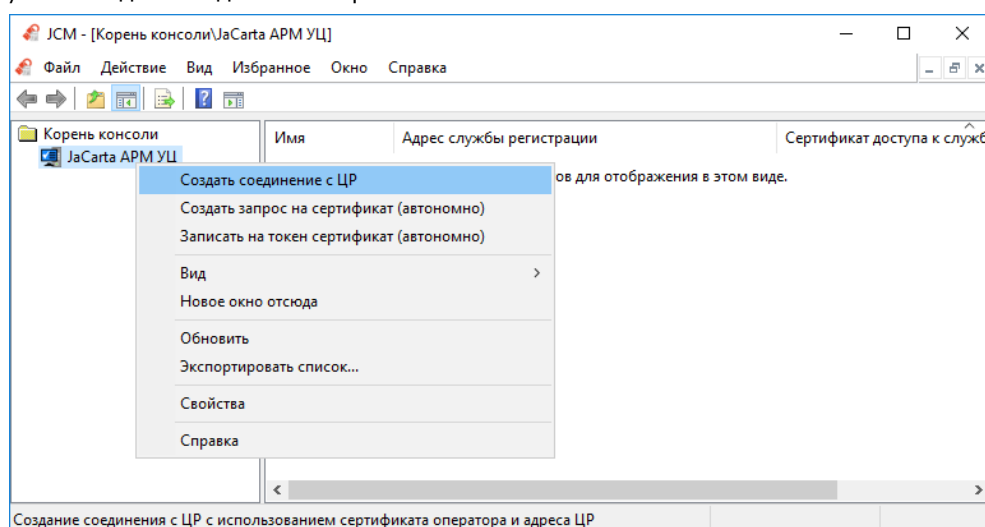 JCM - [Корень консоли\JaCarta АРМ УЦ]
Файл Действие Вид Избранное Окно Справка
Корень консоли
JaCarta АРМ УЦ
Имя Адрес службы регистрации Сертификат доступа к служб
ов для отображения в этом виде.
Создать соединение с ЦР
Создать запрос на сертификат (автономно)
Записать на токен сертификат (автономно)
Вид
Новое окно отсюда
Обновить
Экспортировать список...
Свойства
Справка
Создание соединения с ЦР с использованием сертификата оператора и адреса ЦР